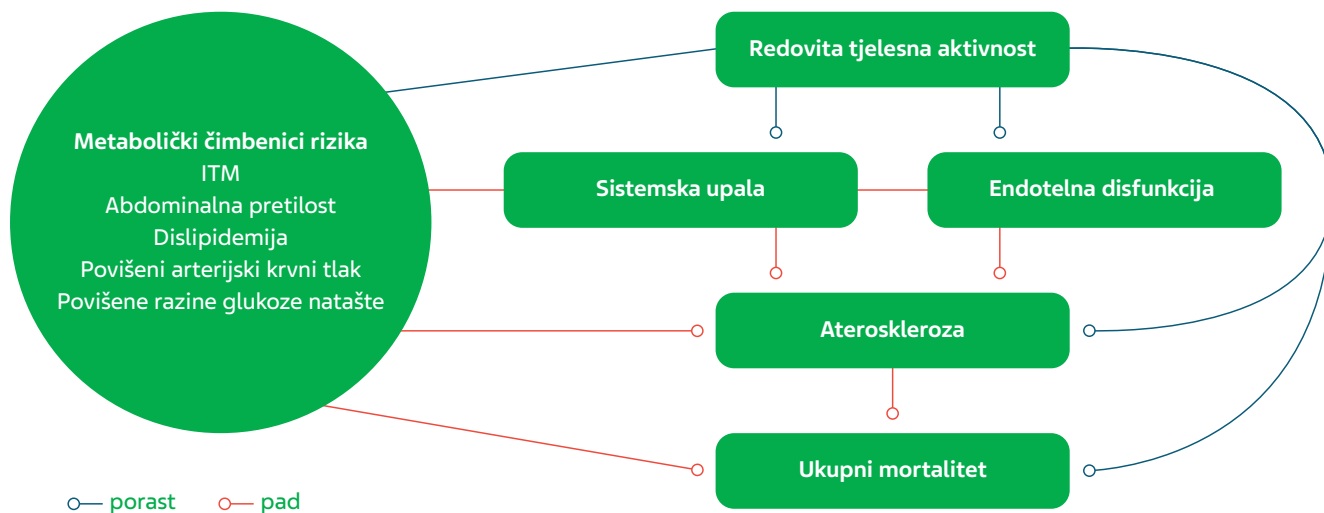 Redovita tjelesna aktivnost
Metabolički čimbenici rizika
ITM
Abdominalna pretilost
Dislipidemija
Povišeni arterijski krvni tlak
Povišene razine glukoze natašte
Sistemska upala
Endotelna disfunkcija
Ateroskleroza
Ukupni mortalitet
porast
pad